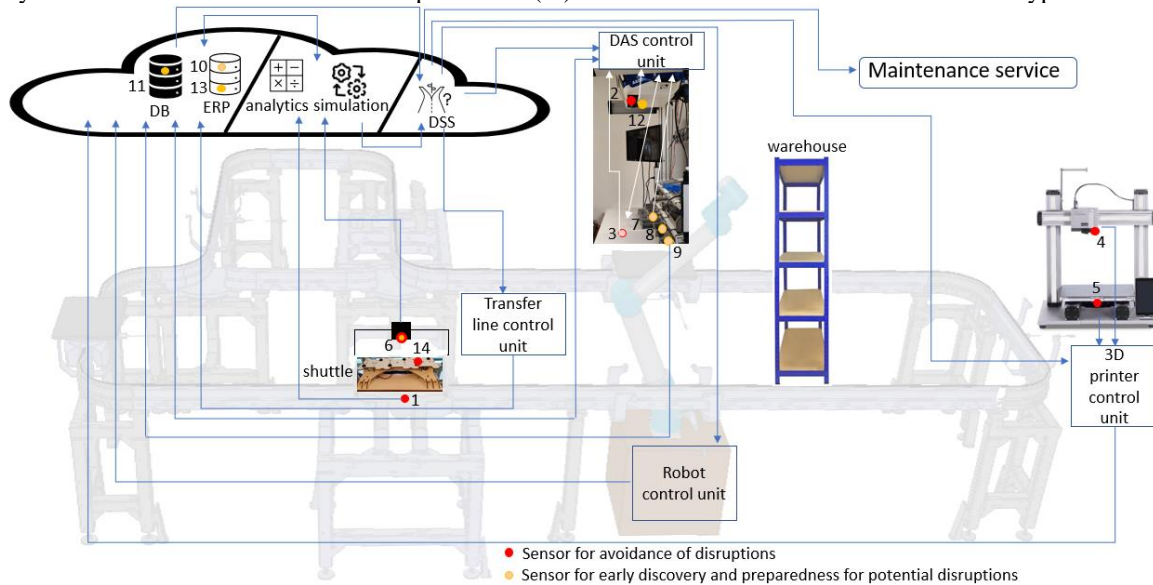 DAS control
unit
Maintenance service
11
10
13
DB
ERP
analytics
simulation
?
DSS
2
12
3
7
8
9
warehouse
4
5
Transfer
line control
unit
6
14
shuttle
1
3D
printer
control
unit
Robot
control unit
Sensor for avoidance of disruptions
Sensor for early discovery and preparedness for potential disruptions